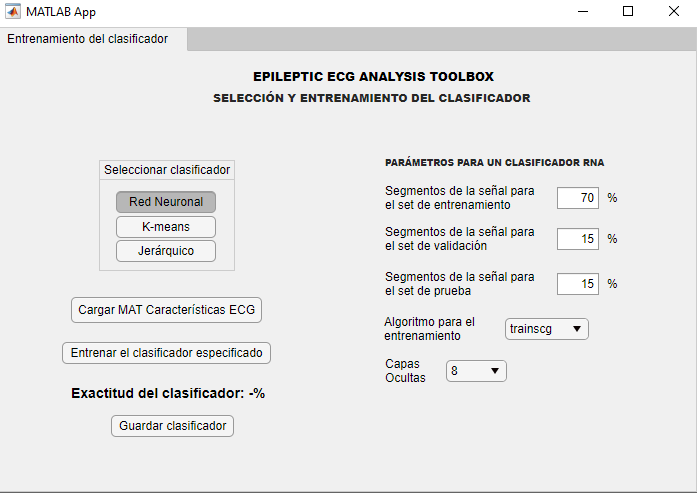 MATLAB App
Entrenamiento del clasificador
EPILEPTIC ECG ANALYSIS TOOLBOX
SELECCIÓN Y ENTRENAMIENTO DEL CLASIFICADOR
Seleccionar clasificador
Red Neuronal
K-means
Jerárquico
Cargar MAT Características ECG
Entrenar el clasificador especificado
Exactitud del clasificador: -%
Guardar clasificador
PARÁMETROS PARA UN CLASIFICADOR RNA
Segmentos de la señal para
el set de entrenamiento
70 %
Segmentos de la señal para
el set de validación
15 %
Segmentos de la señal para
el set de prueba
15 %
Algoritmo para el
entrenamiento
trainscg
Capas
Ocultas
8